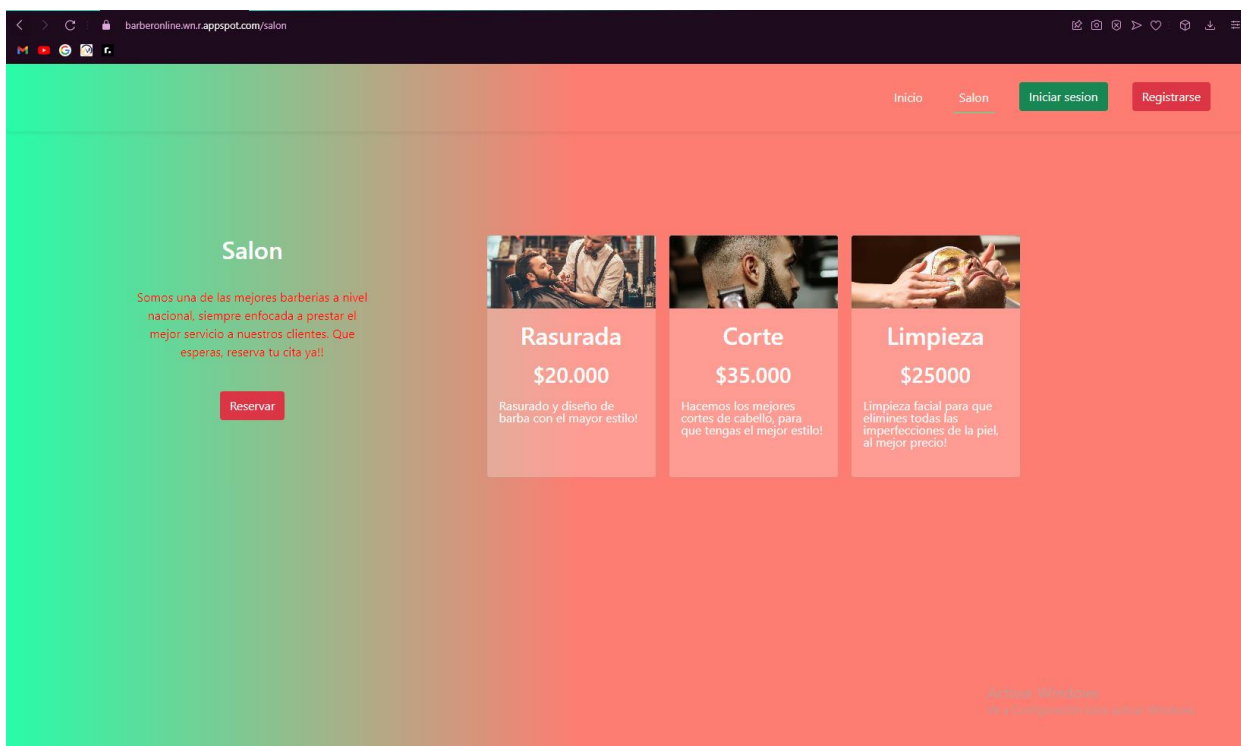 barberonline.wn.r.appspot.com/salon
Inicio Salon Iniciar sesion Registrarse
Salon
Somos una de las mejores barberias a nivel
nacional, siempre enfocada a prestar el
mejor servicio a nuestros clientes. Que
esperas, reserva tu cita ya!!
Reservar
Rasurada
$20.000
Rasurado y diseño de
barba con el mayor estilo!
Corte
$35.000
Hacemos los mejores
cortes de cabello, para
que tengas el mejor estilo!
Limpieza
$25000
Limpieza facial para que
elimines todas las
imperfecciones de la piel,
al mejor precio!
Activar Windows